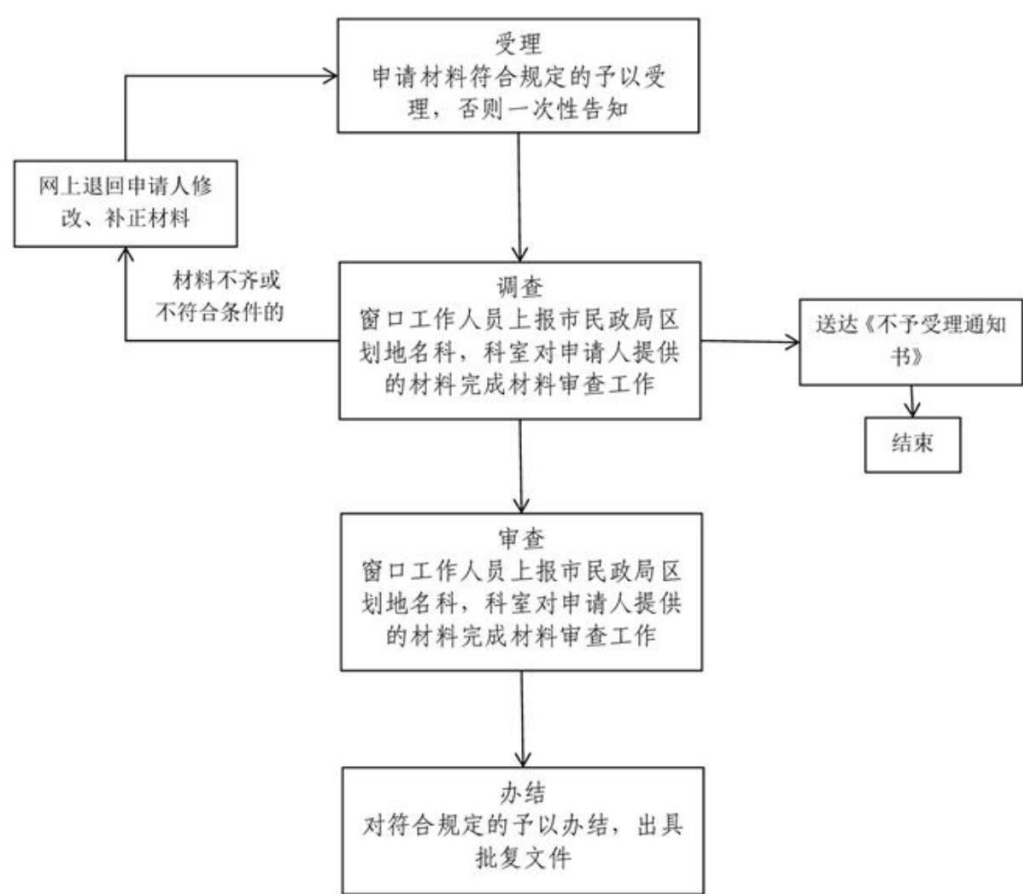 受理
申请材料符合规定的予以受
理，否则一次性告知
网上退回申请人修
改、补正材料
材料不齐或
不符合条件的
调查
窗口工作人员上报市民政局区
划地名科，科室对申请人提供
的材料完成材料审查工作
送达《不予受理通知
书》
结束
审查
窗口工作人员上报市民政局区
划地名科，科室对申请人提供
的材料完成材料审查工作
办结
对符合规定的予以办结，出具
批复文件